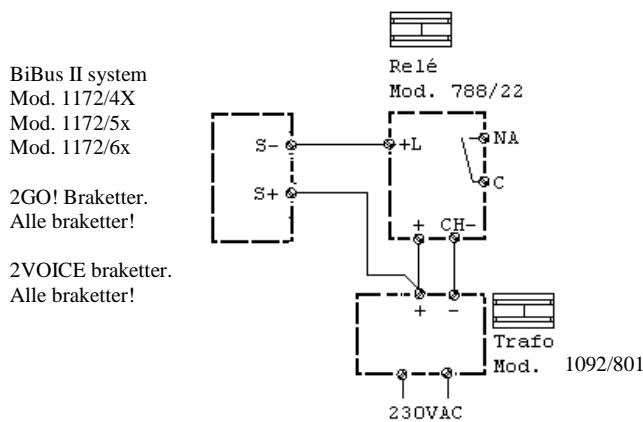 BiBus II system
Mod. 1172/4X
Mod. 1172/5x
Mod. 1172/6x
2GO! Braketter.
Alle braketter!
2VOICE braketter.
Alle braketter!
Relé
Mod. 788/22
S-
S+
+L
NA
C
+ CH-
+ -
Trafo
Mod. 1092/801
230VAC